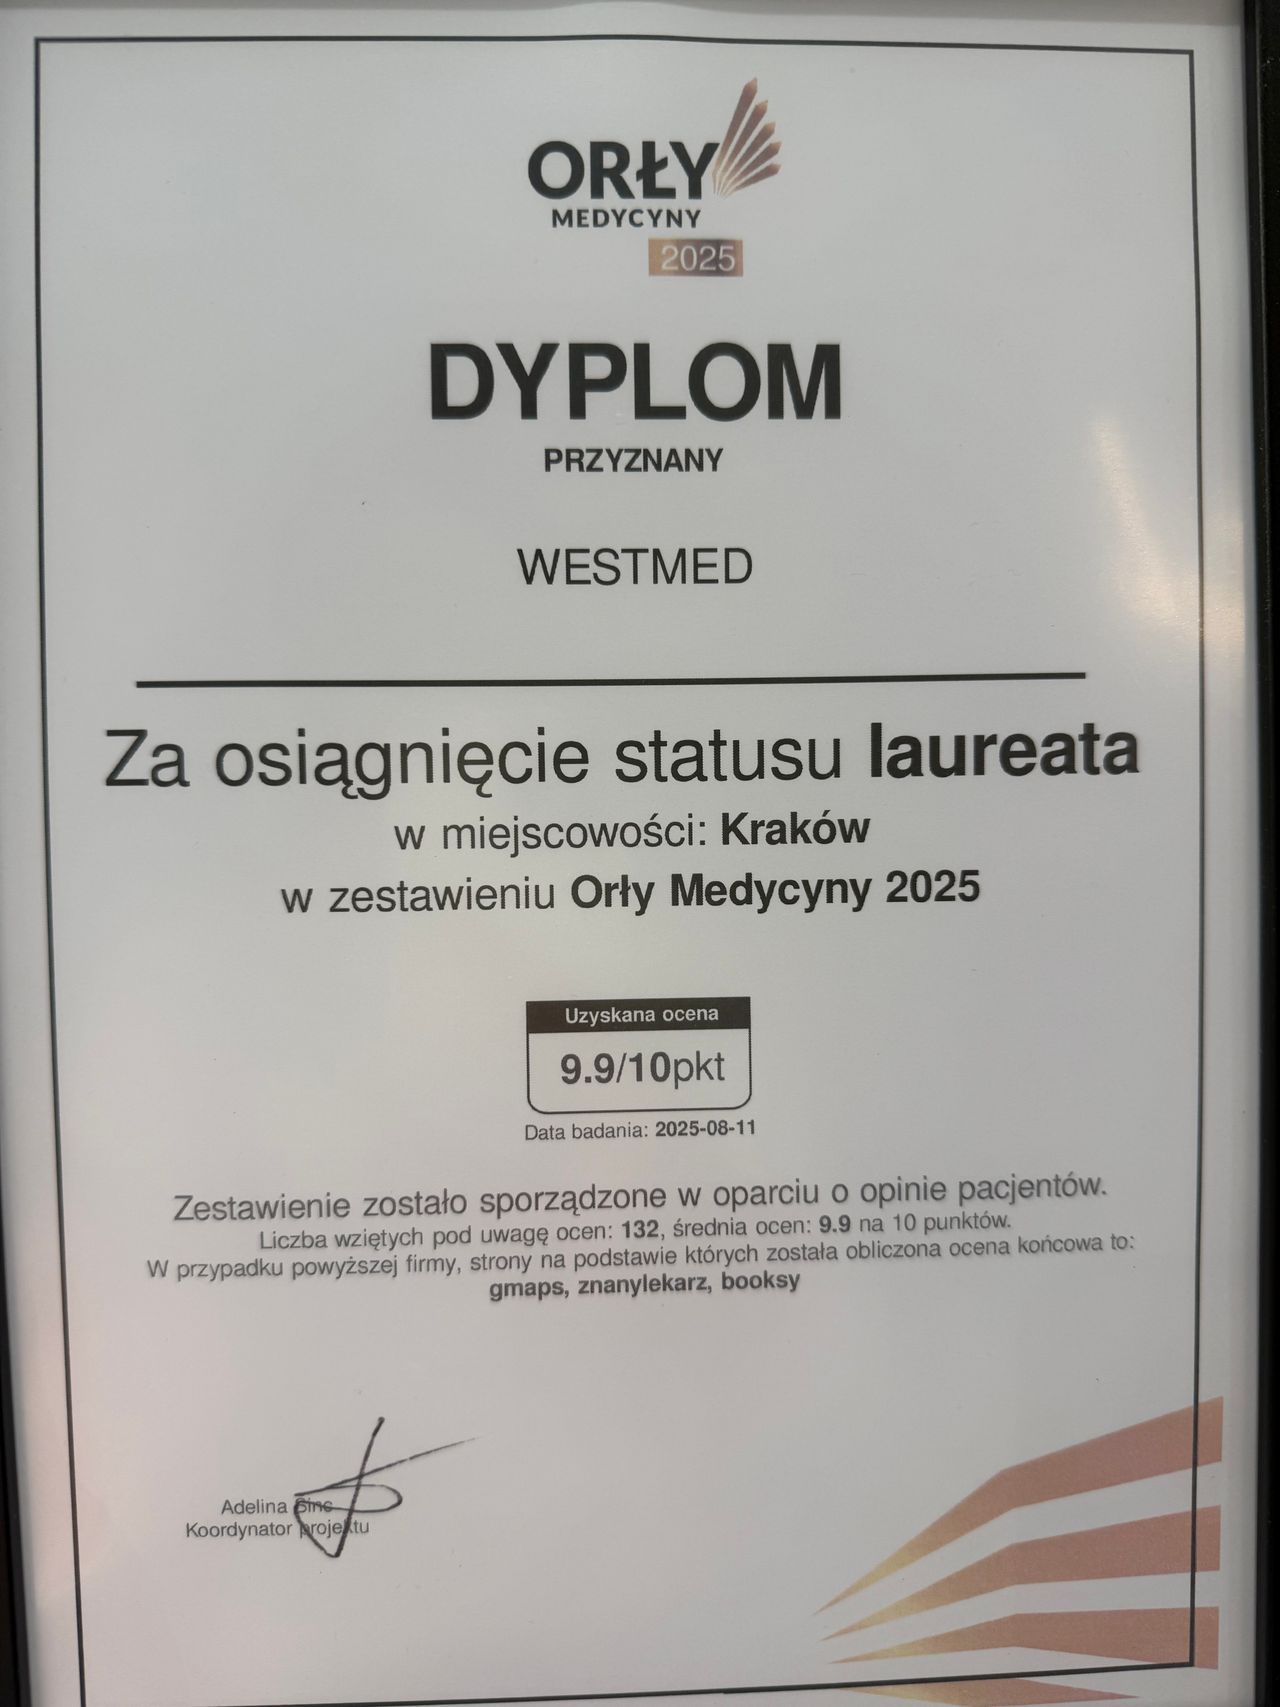 ORŁY
MEDYCYNY
2025
DYPLOM
PRZYZNANY
WESTMED
Za osiągnięcie statusu laureata
w miejscowości: Kraków
w zestawieniu Orły Medycyny 2025
Uzyskana ocena
9.9/10pkt
Data badania: 2025-08-11
Zestawienie zostało sporządzone w oparciu o opinie pacjentów.
Liczba wziętych pod uwagę ocen: 132, średnia ocen: 9.9 na 10 punktów.
W przypadku powyższej firmy, strony na podstawie których została obliczona ocena końcowa to:
gmaps, znanylekarz, booksy
Adelina
Koordynator projektu